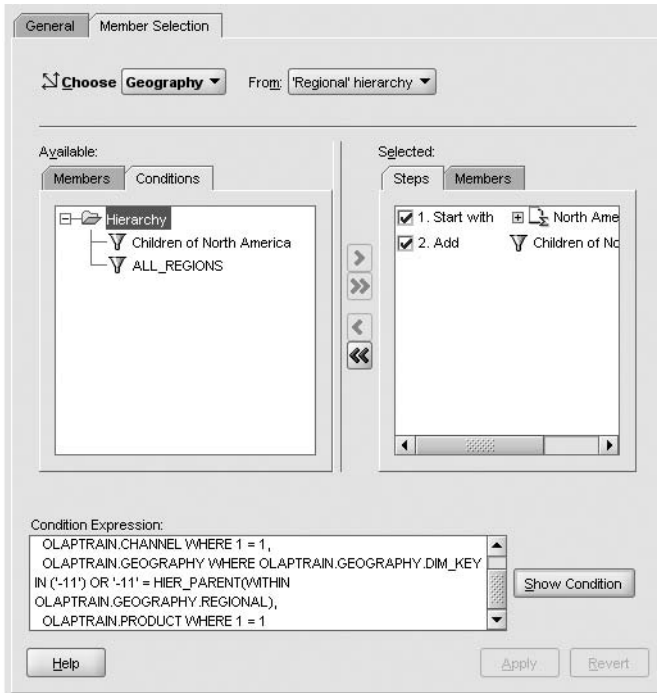 General Member Selection
Choose Geography From: 'Regional' hierarchy
Available: Selected:
Members Conditions Steps Members
Hierarchy
Children of North America
ALL_REGIONS
1. Start with North Ame
2. Add Children of Nc
Condition Expression:
OLAPTRAIN.CHANNEL WHERE 1 = 1,
OLAPTRAIN.GEOGRAPHY WHERE OLAPTRAIN.GEOGRAPHY.DIM_KEY
IN ('-11') OR '-11' = HIER_PARENT(WITHIN
OLAPTRAIN.GEOGRAPHY.REGIONAL),
OLAPTRAIN.PRODUCT WHERE 1 = 1
Show Condition
Help Apply Revert